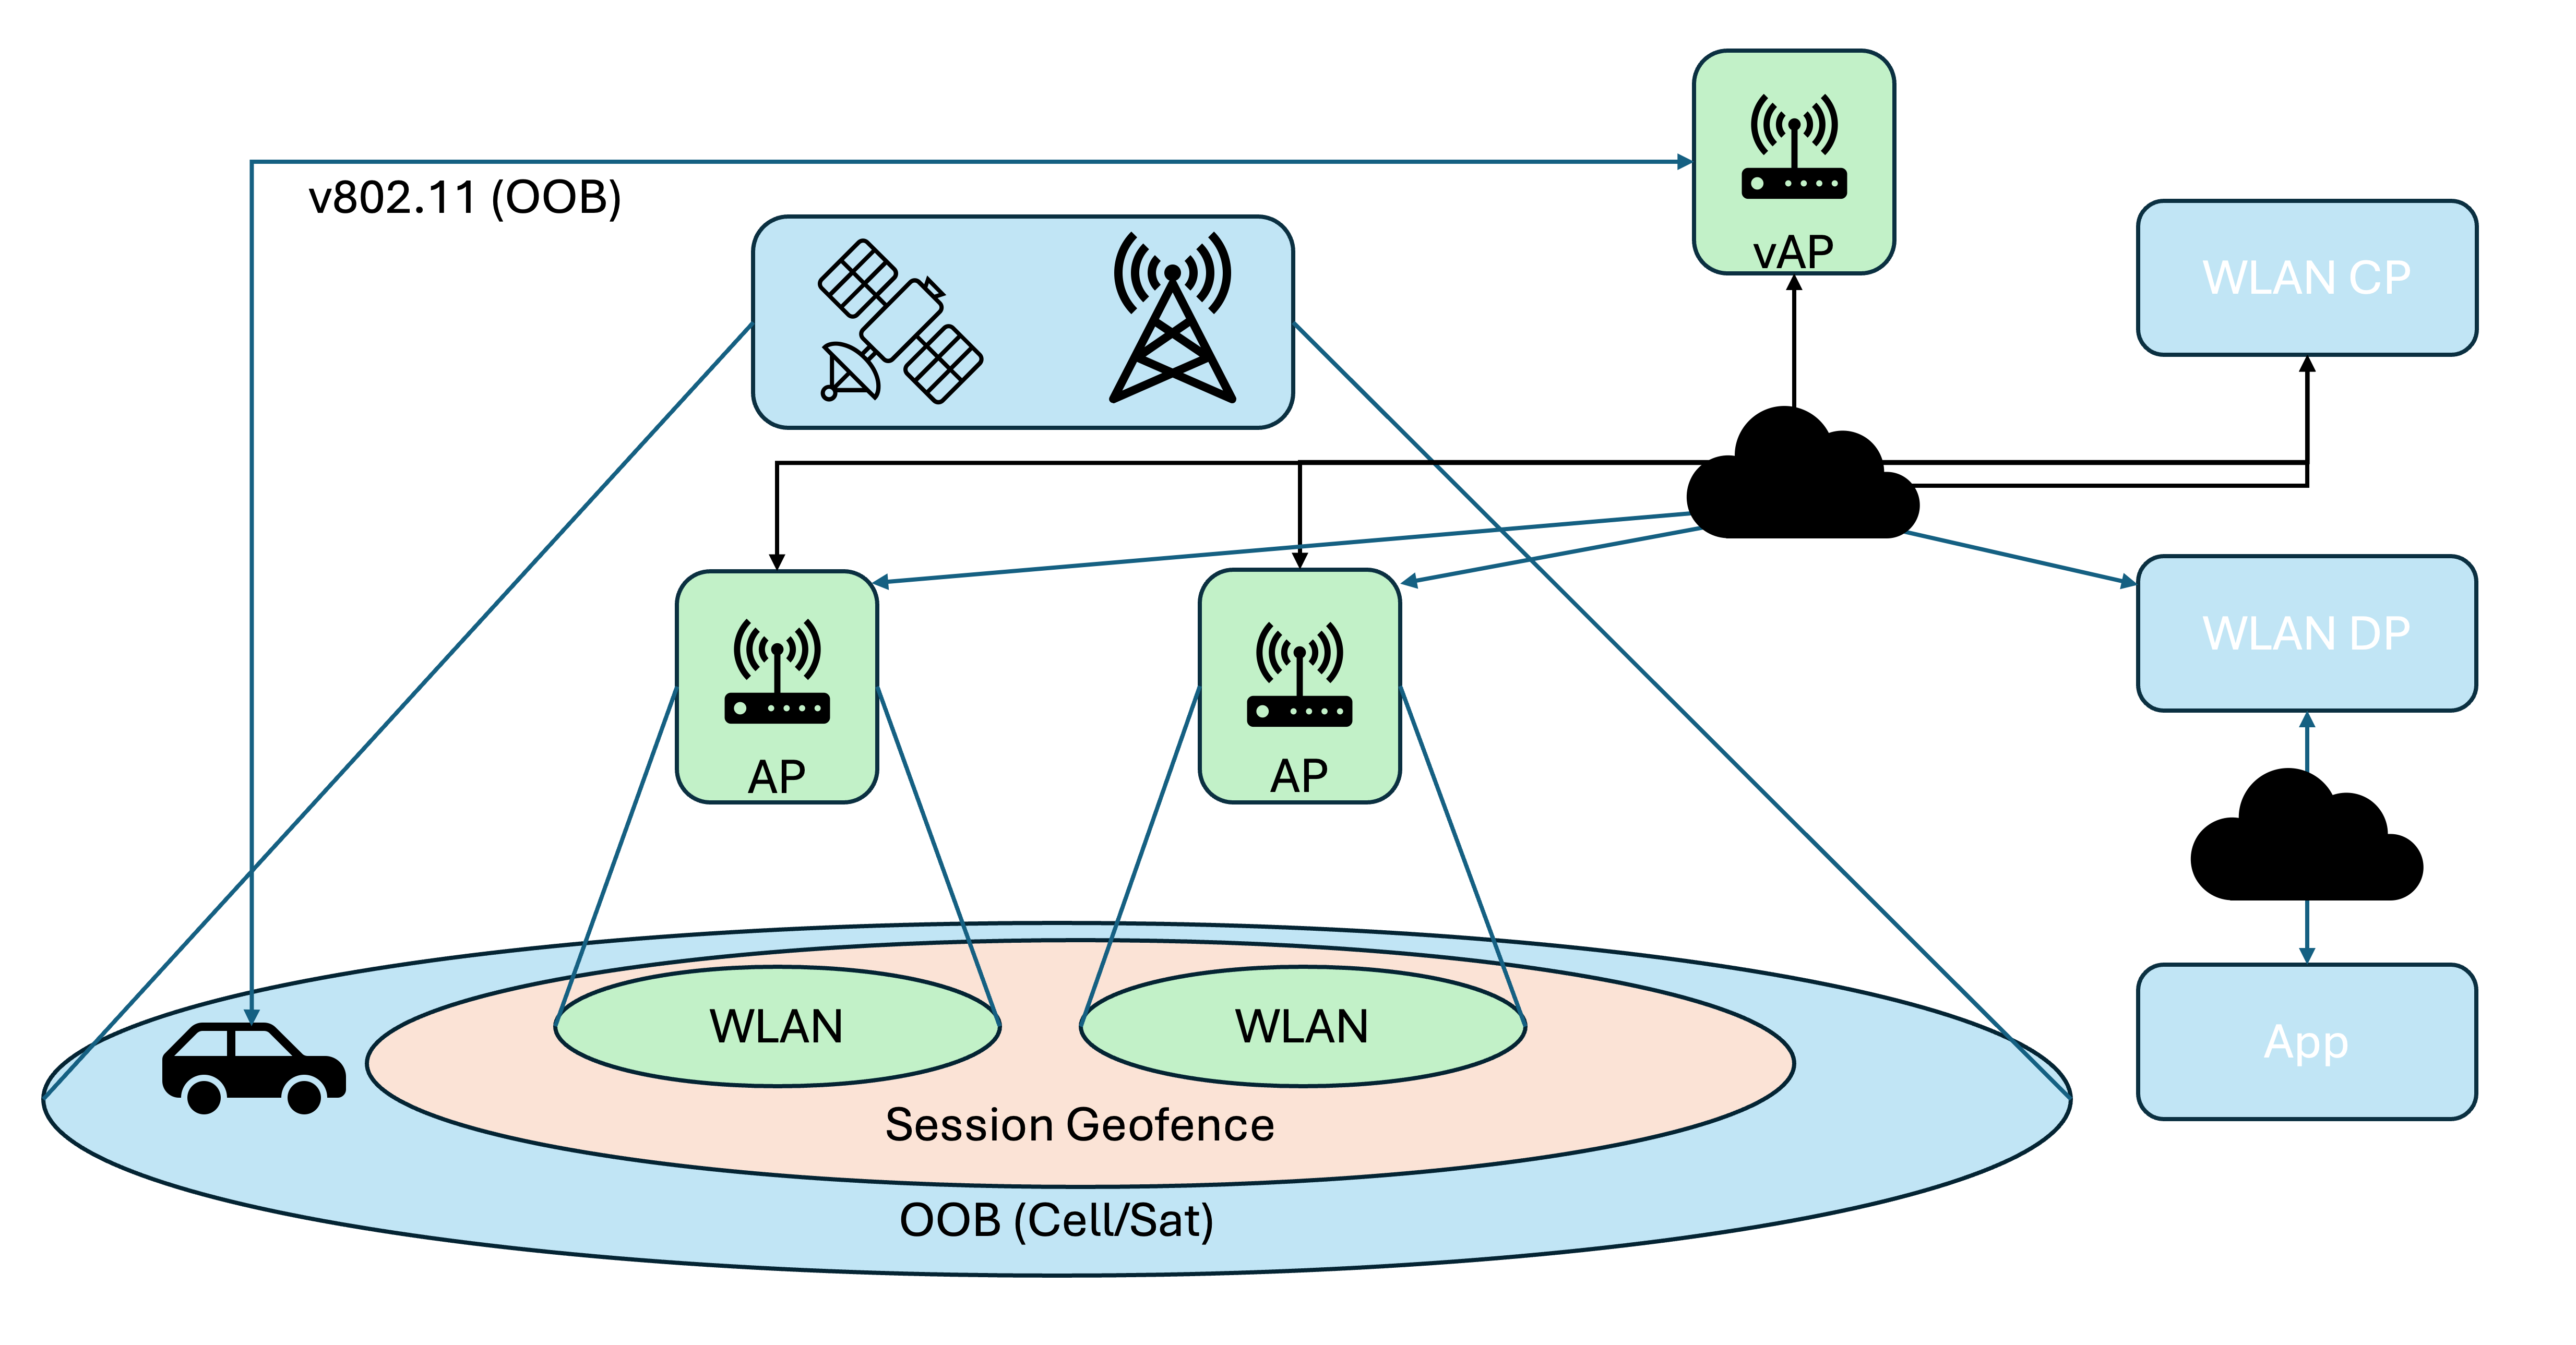 v802.11 (OOB)
vAP
WLAN CP
AP
AP
WLAN DP
WLAN
WLAN
Session Geofence
App
OOB (Cell/Sat)